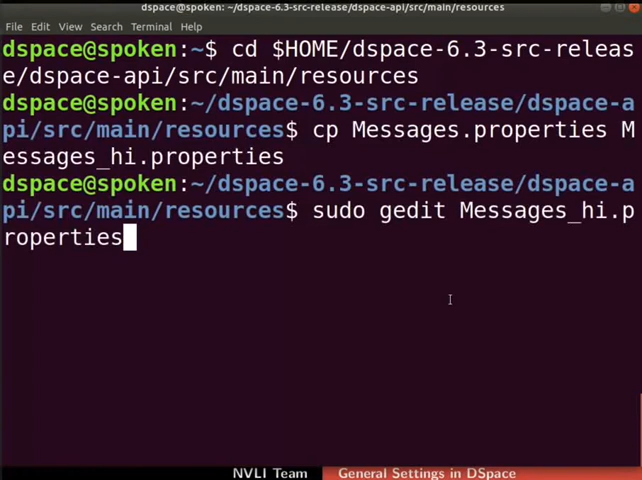 dspace@spoken: ~/dspace-6.3-src-release/dspace-api/src/main/resources
File Edit View Search Terminal Help
dspace@spoken:~$ cd $HOME/dspace-6.3-src-releas
e/dspace-api/src/main/resources
dspace@spoken:~/dspace-6.3-src-release/dspace-a
pi/src/main/resources$ cp Messages.properties M
essages_hi.properties
dspace@spoken:~/dspace-6.3-src-release/dspace-a
pi/src/main/resources$ sudo gedit Messages_hi.p
roperties
NVLI Team General Settings in DSpace